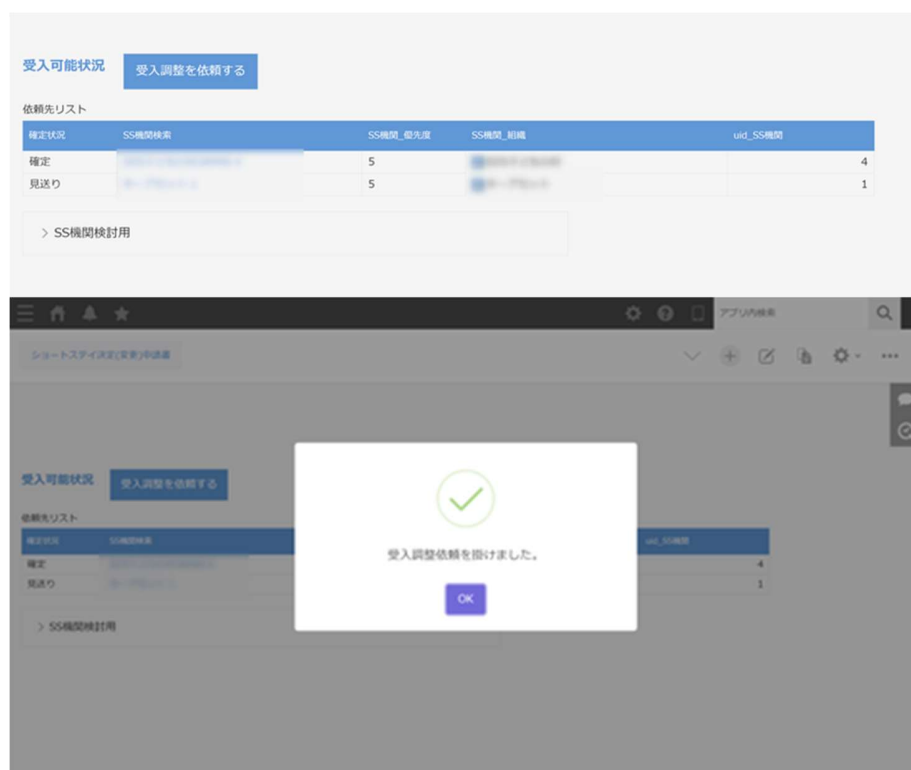 受入可能状況 受入調整を依頼する
依頼先リスト
確定状況 SS機関検索 SS機関_優先度 SS機関_組織 uid_SS機関
確定 5 4
見送り 5 1
> SS機関検討用
アプリ内検索
ショートステイ決定(変更)申請書
受入可能状況 受入調整を依頼する
依頼先リスト
確定状況 SS機関検索 uid_SS機関
確定 4
見送り 1
> SS機関検討用
受入調整依頼を掛けました。
OK